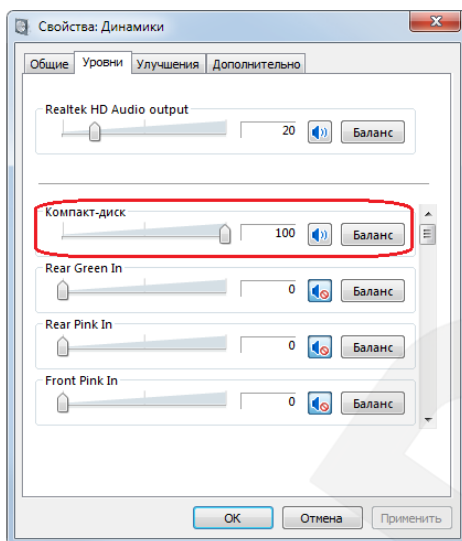 Свойства: Динамики
Общие Уровни Улучшения Дополнительно
Realtek HD Audio output
20 Баланс
Компакт-диск
100 Баланс
Rear Green In
0 Баланс
Rear Pink In
0 Баланс
Front Pink In
0 Баланс
ОК Отмена Применить